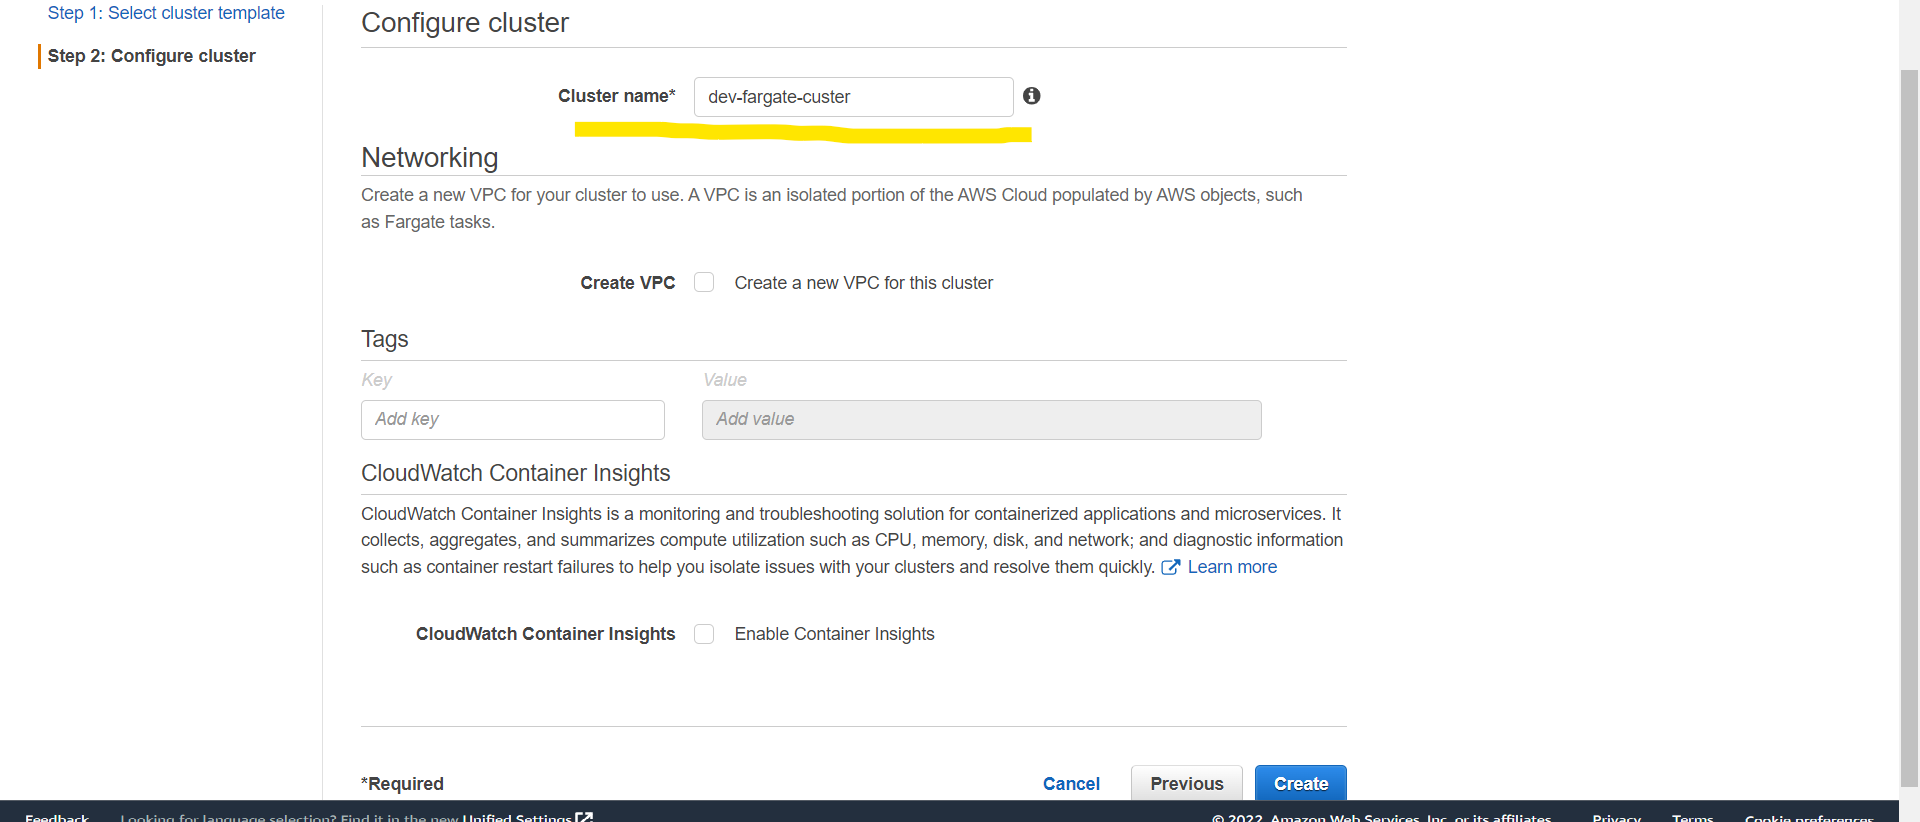 Step 1: Select cluster template
Step 2: Configure cluster
Configure cluster
Cluster name* dev-fargate-custer
Networking
Create a new VPC for your cluster to use. A VPC is an isolated portion of the AWS Cloud populated by AWS objects, such
as Fargate tasks.
Create VPC Create a new VPC for this cluster
Tags
Key Value
Add key Add value
CloudWatch Container Insights
CloudWatch Container Insights is a monitoring and troubleshooting solution for containerized applications and microservices. It
collects, aggregates, and summarizes compute utilization such as CPU, memory, disk, and network; and diagnostic information
such as container restart failures to help you isolate issues with your clusters and resolve them quickly. Learn more
CloudWatch Container Insights Enable Container Insights
*Required Cancel Previous Create
Feedback Looking for language selection? Find it in the new Unified Settings © 2022, Amazon Web Services, Inc. or its affiliates. Privacy Terms Cookie preferences